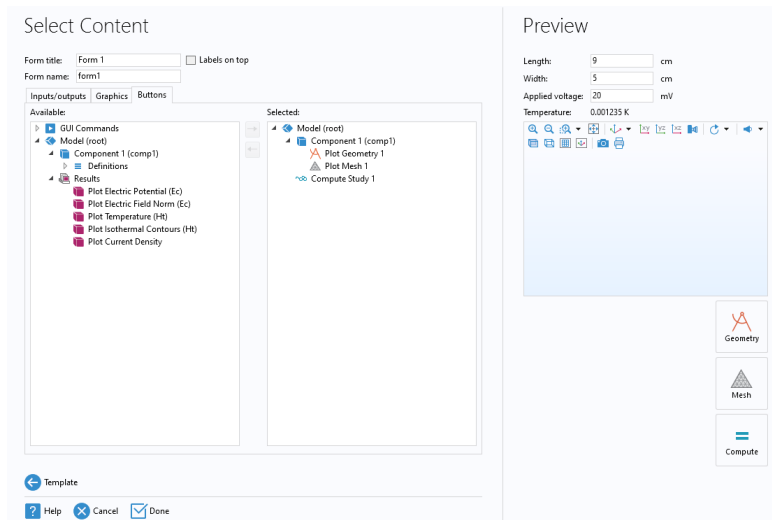 Select Content
Form title: Form 1 Labels on top
Form name: form1
Inputs/outputs Graphics Buttons
Available:
GUI Commands
Model (root)
Component 1 (comp1)
Definitions
Results
Plot Electric Potential (Ec)
Plot Electric Field Norm (Ec)
Plot Temperature (Ht)
Plot Isothermal Contours (Ht)
Plot Current Density
Selected:
Model (root)
Component 1 (comp1)
Plot Geometry 1
Plot Mesh 1
Compute Study 1
Template
Help Cancel Done
Preview
Length: 9 cm
Width: 5 cm
Applied voltage: 20 mV
Temperature: 0.001235 K
xy yz xz
Geometry
Mesh
Compute